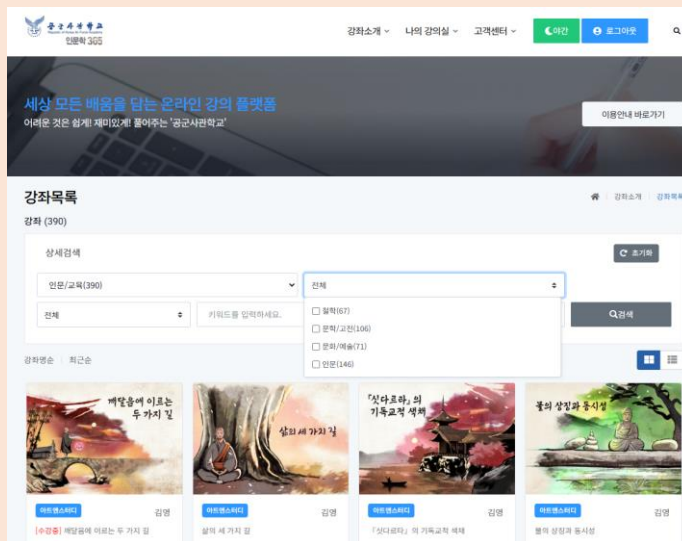 공군사관학교
인문학 365
강좌소개 나의 강의실 고객센터 야간 로그아웃
세상 모든 배움을 담는 온라인 강의 플랫폼
어려운 것은 쉽게! 재미있게! 풀어주는 '공군사관학교'
이용안내 바로가기
강좌목록
강좌소개 강좌목록
강좌 (390)
상세검색
초기화
인문/교육(390) 전체
전체 키워드를 입력하세요. 검색
철학(67)
문학/고전(106)
문화/예술(71)
인문(146)
강좌명순 최근순
깨달음에 이르는
두 가지 길
삶의 세 가지 길
『싯다르타』의
기독교적 색채
불의 상징과 동시성
아트앤스터디 김영
아트앤스터디 김영
아트앤스터디 김영
아트앤스터디 김영
[수강중] 깨달음에 이르는 두 가지 길
삶의 세 가지 길
『싯다르타』의 기독교적 색채
불의 상징과 동시성